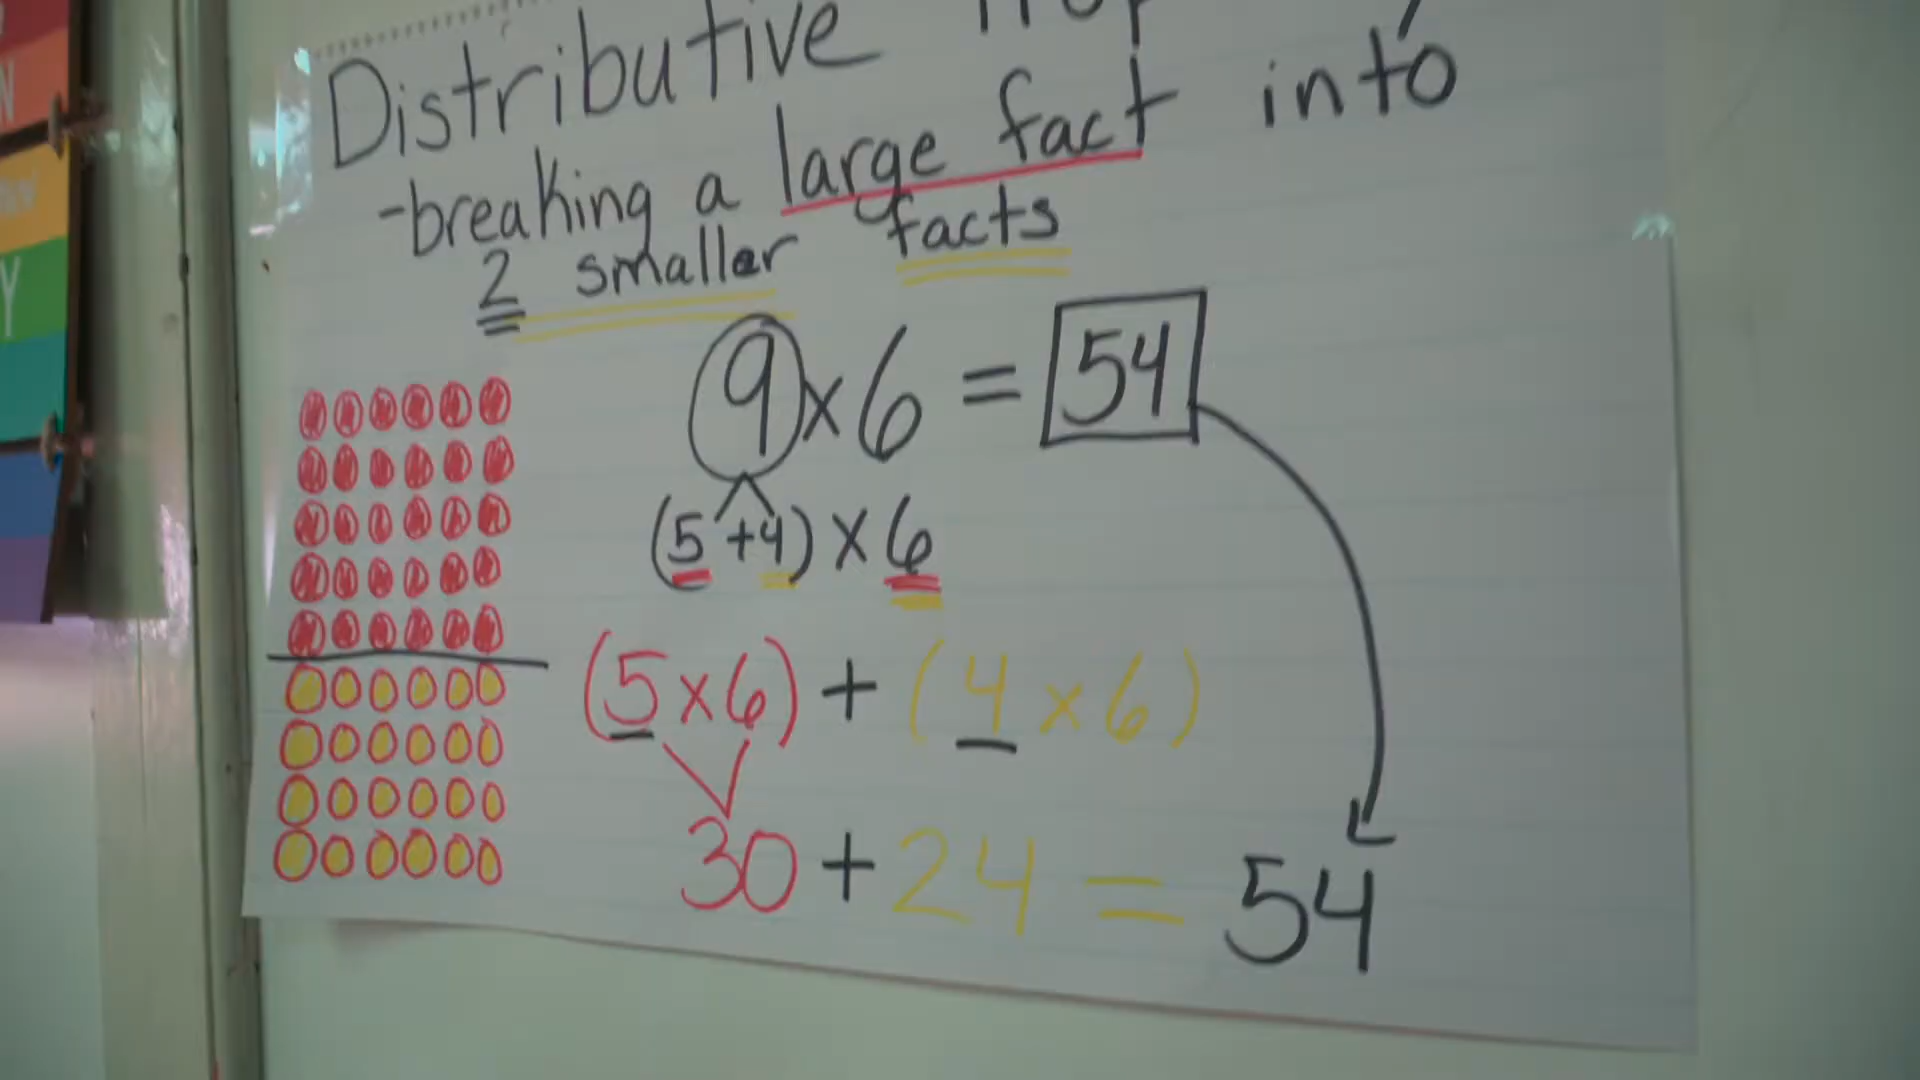 Distributive
-breaking a large fact into
2 smaller facts
9 x 6 = 54
(5 + 4) x 6
(5 x 6) + (4 x 6)
30 + 24 = 54
N
Y